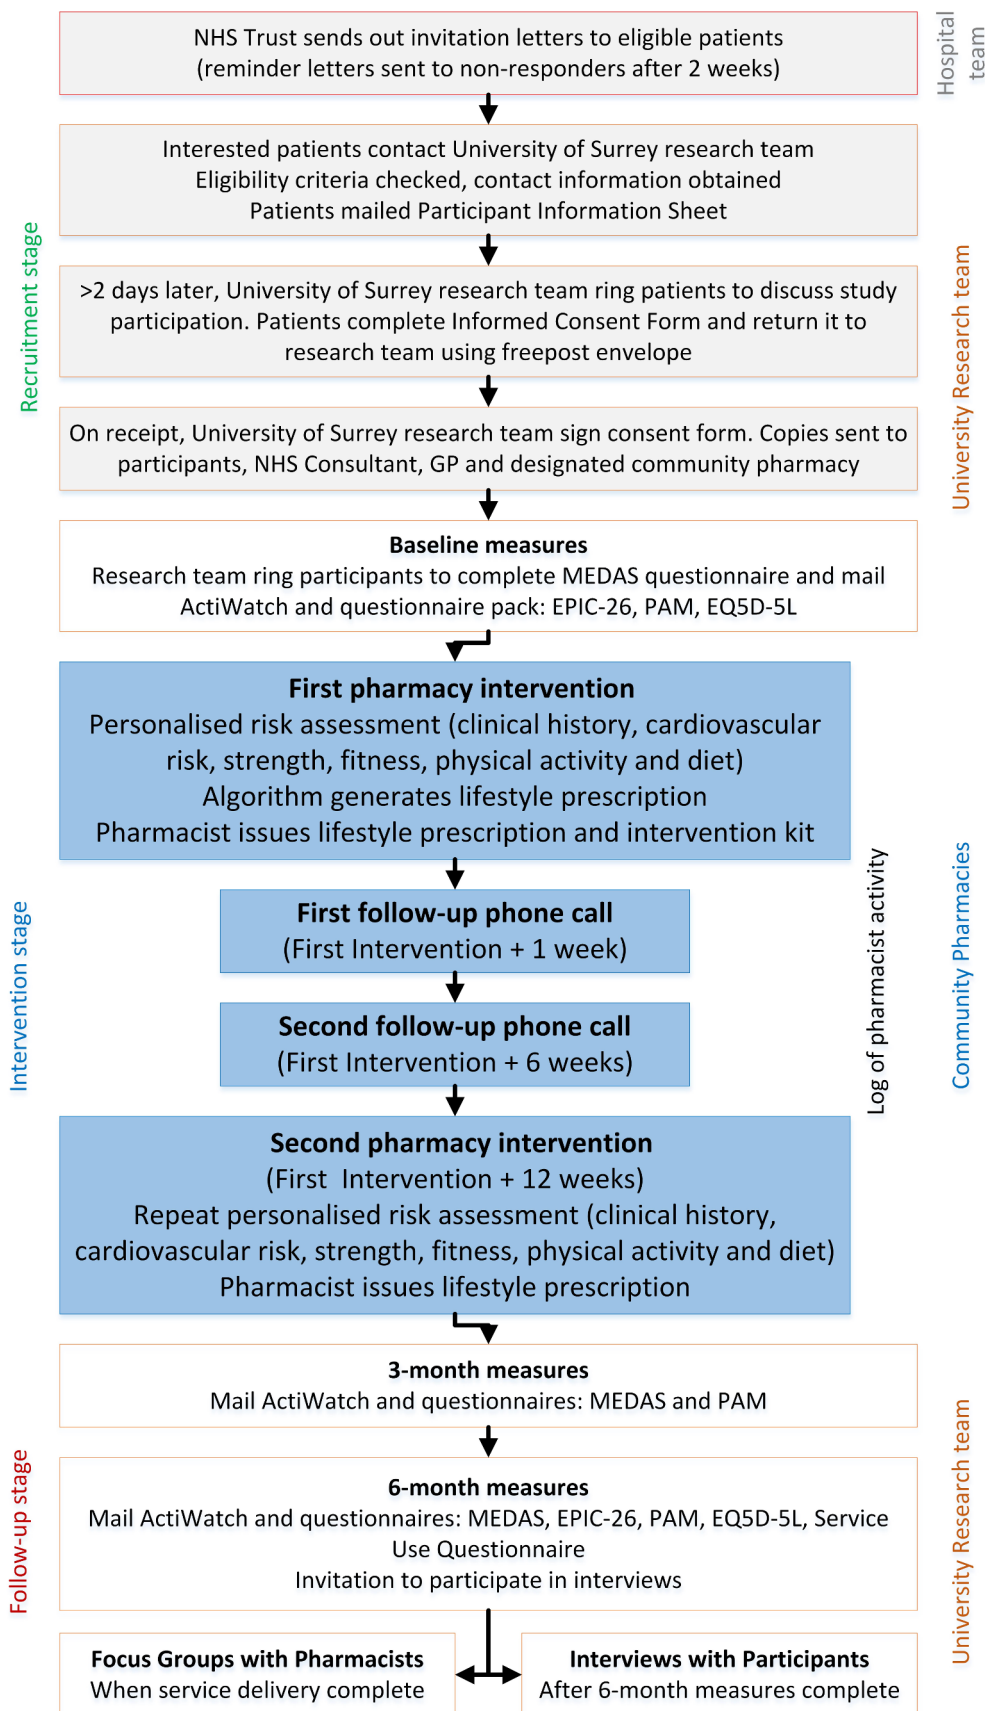 NHS Trust sends out invitation letters to eligible patients
(reminder letters sent to non-responders after 2 weeks)
Hospital
team
Interested patients contact University of Surrey research team
Eligibility criteria checked, contact information obtained
Patients mailed Participant Information Sheet
Recruitment stage
>2 days later, University of Surrey research team ring patients to discuss study
participation. Patients complete Informed Consent Form and return it to
research team using freepost envelope
University Research team
On receipt, University of Surrey research team sign consent form. Copies sent to
participants, NHS Consultant, GP and designated community pharmacy
Baseline measures
Research team ring participants to complete MEDAS questionnaire and mail
ActiWatch and questionnaire pack: EPIC-26, PAM, EQ5D-5L
First pharmacy intervention
Personalised risk assessment (clinical history, cardiovascular
risk, strength, fitness, physical activity and diet)
Algorithm generates lifestyle prescription
Pharmacist issues lifestyle prescription and intervention kit
First follow-up phone call
(First Intervention + 1 week)
Intervention stage
Log of pharmacist activity
Community Pharmacies
Second follow-up phone call
(First Intervention + 6 weeks)
Second pharmacy intervention
(First Intervention + 12 weeks)
Repeat personalised risk assessment (clinical history,
cardiovascular risk, strength, fitness, physical activity and diet)
Pharmacist issues lifestyle prescription
3-month measures
Mail ActiWatch and questionnaires: MEDAS and PAM
Follow-up stage
University Research team
6-month measures
Mail ActiWatch and questionnaires: MEDAS, EPIC-26, PAM, EQ5D-5L, Service
Use Questionnaire
Invitation to participate in interviews
Focus Groups with Pharmacists
When service delivery complete
Interviews with Participants
After 6-month measures complete